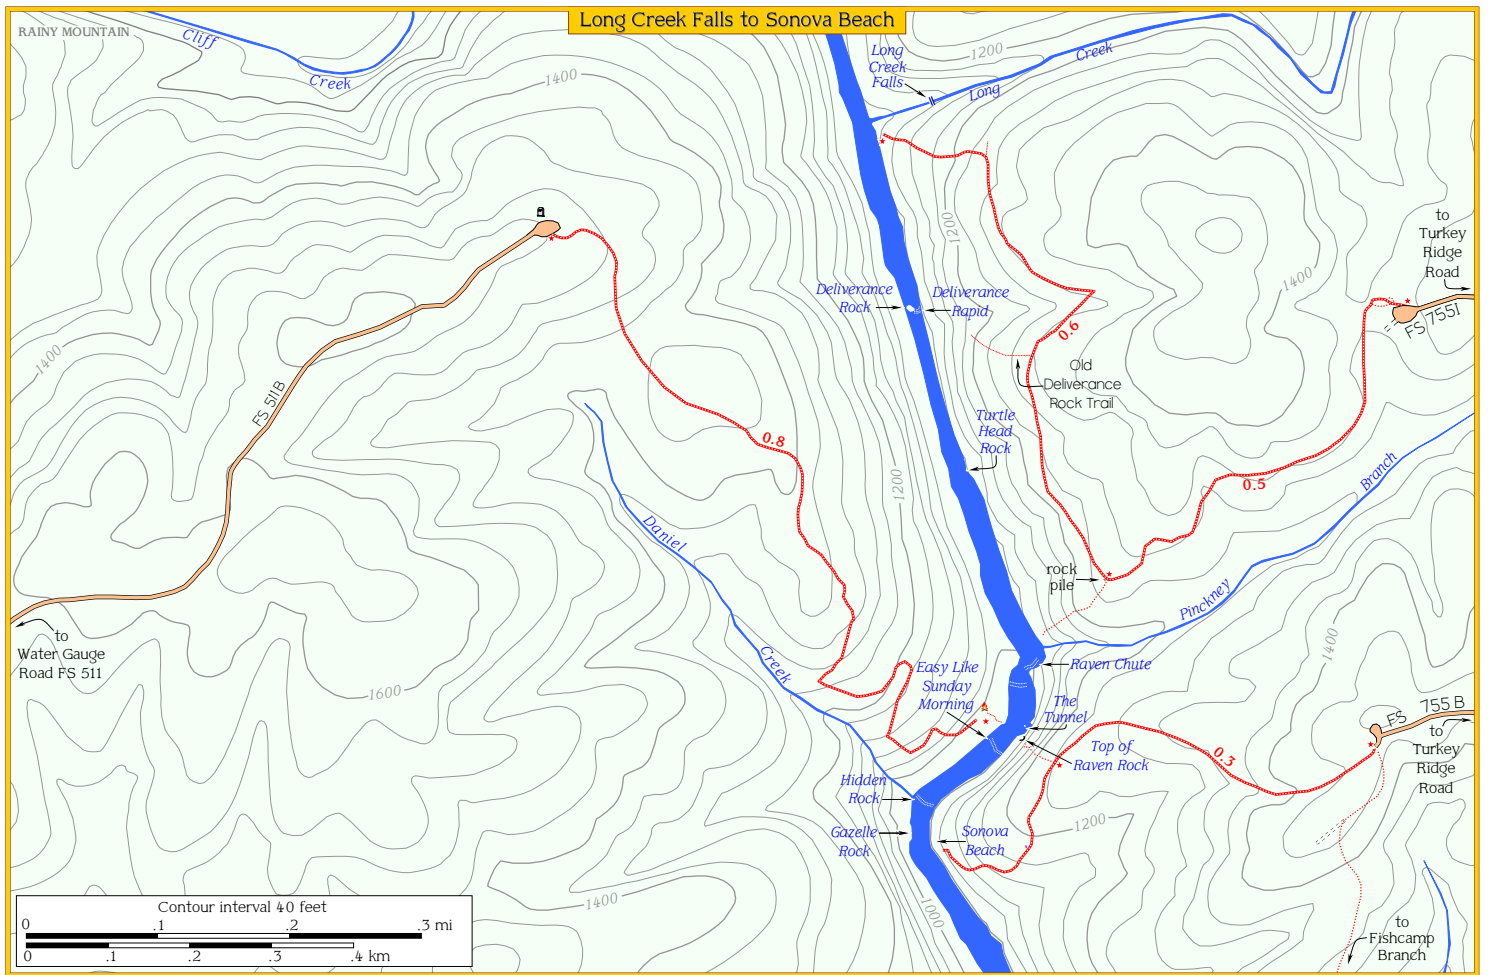 Long Creek Falls to Sonova Beach
RAINY MOUNTAIN
Cliff
Creek
1400
Long
Creek
Falls
1200
Creek
Long
1200
to
Turkey
Ridge
Road
1400
FS 755I
Deliverance
Rock
Deliverance
Rapid
0.6
Old
Deliverance
Rock Trail
1400
FS 511B
Turtle
Head
Rock
0.8
1200
0.5
Branch
Daniel
rock
pile
Pinckney
to
Water Gauge
Road FS 511
Creek
1600
1400
Easy Like
Sunday
Morning
Raven Chute
The
Tunnel
Top of
Raven Rock
FS 755 B
to
Turkey
Ridge
Road
0.3
Hidden
Rock
Gazelle
Rock
Sonova
Beach
1200
1400
1000
to
Fishcamp
Branch
Contour interval 40 feet
0 .1 .2 .3 mi
0 .1 .2 .3 .4 km